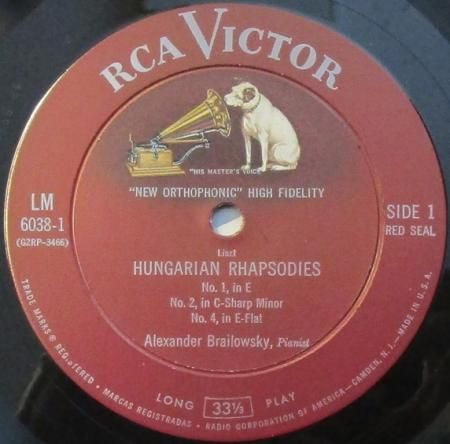 RCA VICTOR
"HIS MASTER'S VOICE"
"NEW ORTHOPHONIC" HIGH FIDELITY
LM
6038-1
(G2RP-3466)
SIDE 1
RED SEAL
Liszt
HUNGARIAN RHAPSODIES
No. 1, in E
No. 2, in C-Sharp Minor
No. 4, in E-Flat
Alexander Brailowsky, Pianist
LONG 33⅓ PLAY
TRADE MARKS ® REGISTERED • MARCAS REGISTRADAS • RADIO CORPORATION OF AMERICA—CAMDEN, N. J.—MADE IN U.S.A.